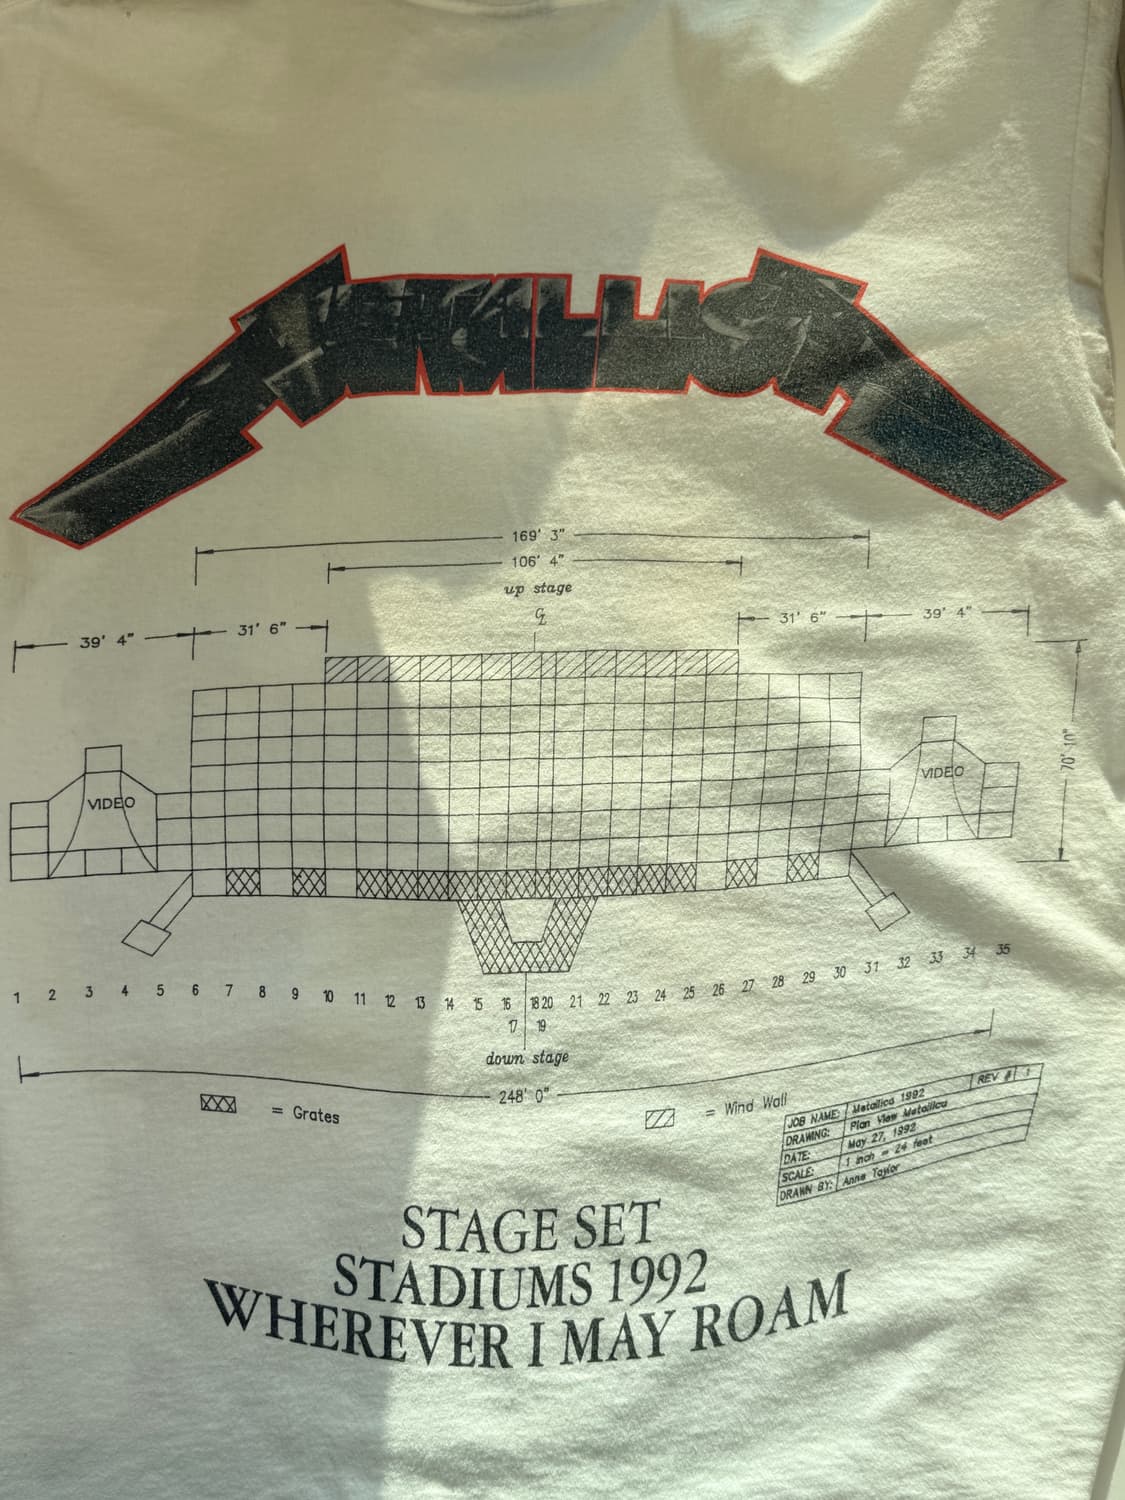 METALLICA
169' 3"
106' 4"
up stage
℄
39' 4" 31' 6" 31' 6" 39' 4"
70' 10"
VIDEO VIDEO
1 2 3 4 5 6 7 8 9 10 11 12 13 14 15 16 18 20 21 22 23 24 25 26 27 28 29 30 31 32 33 34 35
17 19
down stage
248' 0"
= Grates = Wind Wall
REV # 1
JOB NAME: Metallica 1992
DRAWING: Plan View Metallica
DATE: May 27, 1992
SCALE: 1 inch = 24 feet
DRAWN BY: Anne Taylor
STAGE SET
STADIUMS 1992
WHEREVER I MAY ROAM